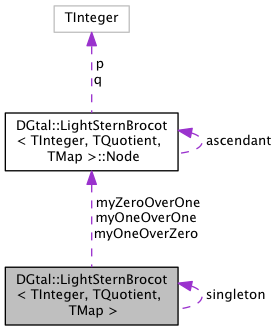 TInteger
p
q
DGtal::LightSternBrocot
< TInteger, TQuotient,
TMap >::Node
ascendant
myZeroOverOne
myOneOverOne
myOneOverZero
DGtal::LightSternBrocot
< TInteger, TQuotient,
TMap >
singleton